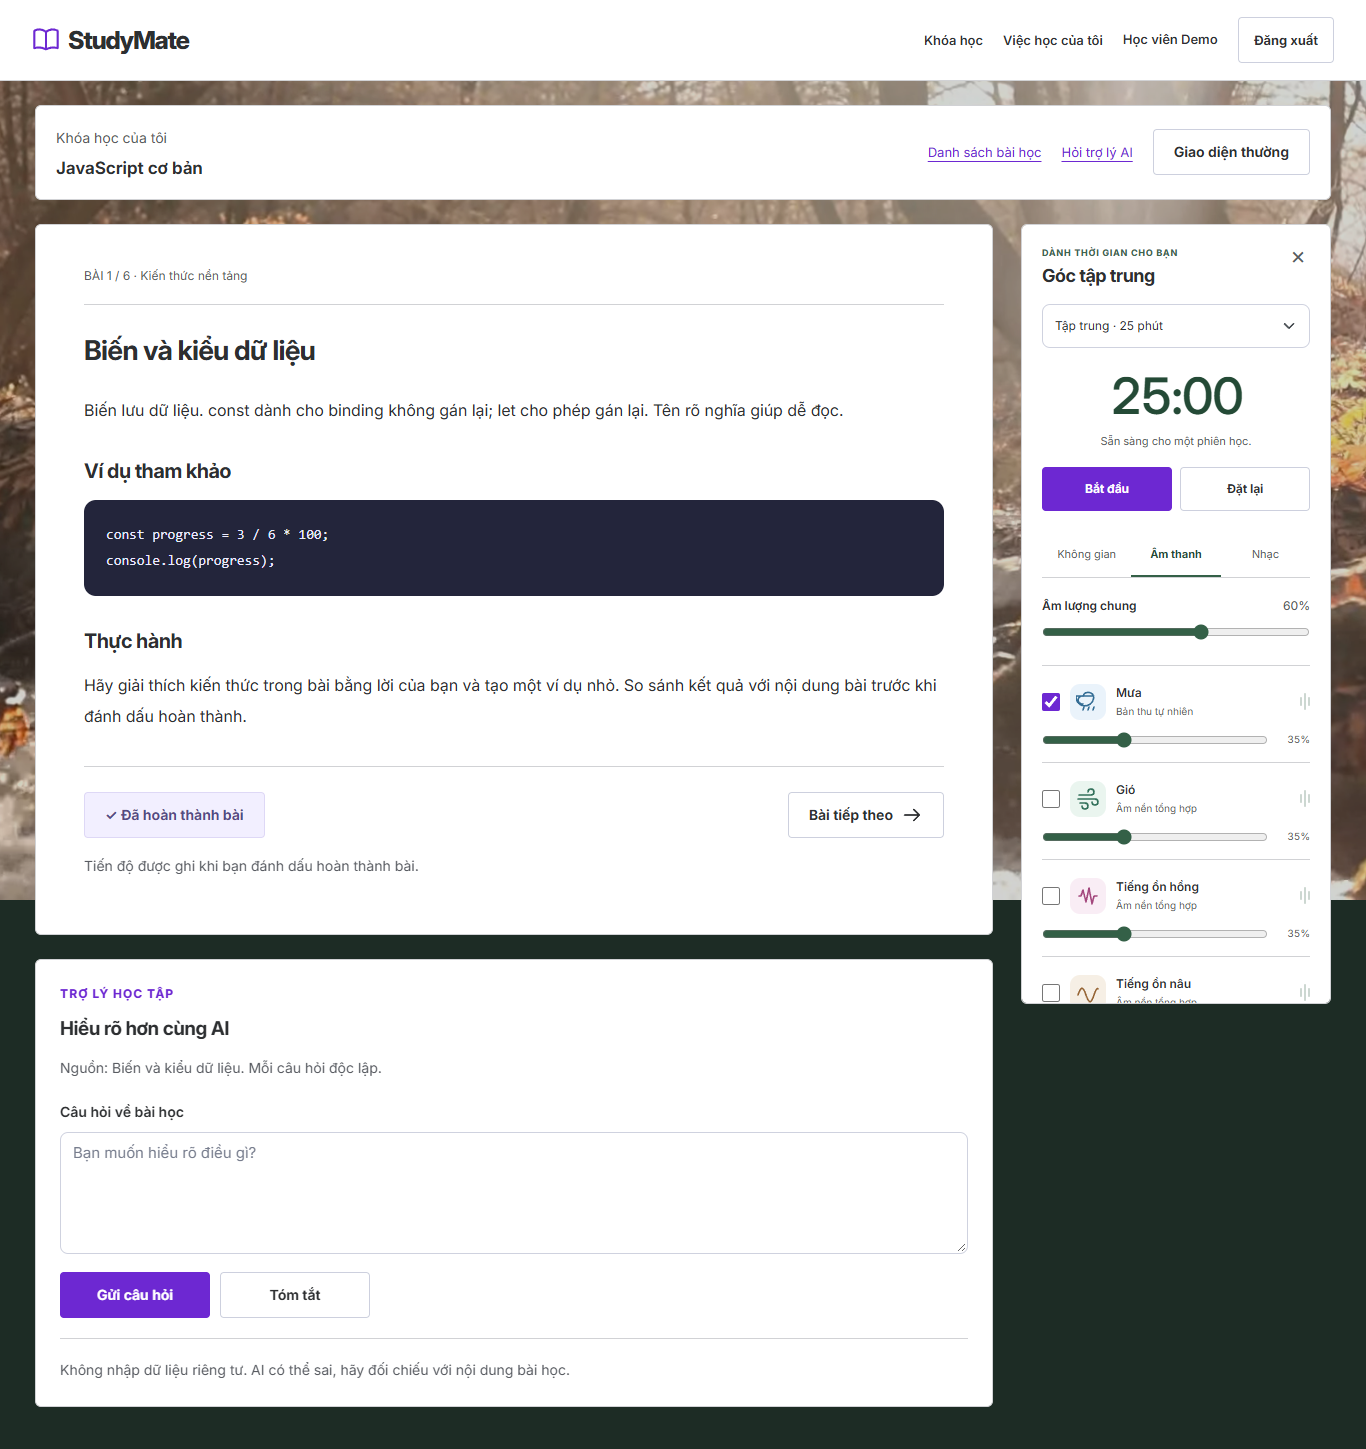 StudyMate
Khóa học
Việc học của tôi
Học viên Demo
Đăng xuất
Khóa học của tôi
JavaScript cơ bản
Danh sách bài học
Hỏi trợ lý AI
Giao diện thường
BÀI 1 / 6 · Kiến thức nền tảng
Biến và kiểu dữ liệu
Biến lưu dữ liệu. const dành cho binding không gán lại; let cho phép gán lại. Tên rõ nghĩa giúp dễ đọc.
Ví dụ tham khảo
const progress = 3 / 6 * 100;
console.log(progress);
Thực hành
Hãy giải thích kiến thức trong bài bằng lời của bạn và tạo một ví dụ nhỏ. So sánh kết quả với nội dung bài trước khi
đánh dấu hoàn thành.
✓ Đã hoàn thành bài
Bài tiếp theo →
Tiến độ được ghi khi bạn đánh dấu hoàn thành bài.
DÀNH THỜI GIAN CHO BẠN
Góc tập trung
Tập trung · 25 phút
25:00
Sẵn sàng cho một phiên học.
Bắt đầu
Đặt lại
Không gian
Âm thanh
Nhạc
Âm lượng chung
60%
Mưa
Bản thu tự nhiên
35%
Gió
Âm nền tổng hợp
35%
Tiếng ồn hồng
Âm nền tổng hợp
35%
Tiếng ồn nâu
Âm nền tổng hợp
TRỢ LÝ HỌC TẬP
Hiểu rõ hơn cùng AI
Nguồn: Biến và kiểu dữ liệu. Mỗi câu hỏi độc lập.
Câu hỏi về bài học
Bạn muốn hiểu rõ điều gì?
Gửi câu hỏi
Tóm tắt
Không nhập dữ liệu riêng tư. AI có thể sai, hãy đối chiếu với nội dung bài học.